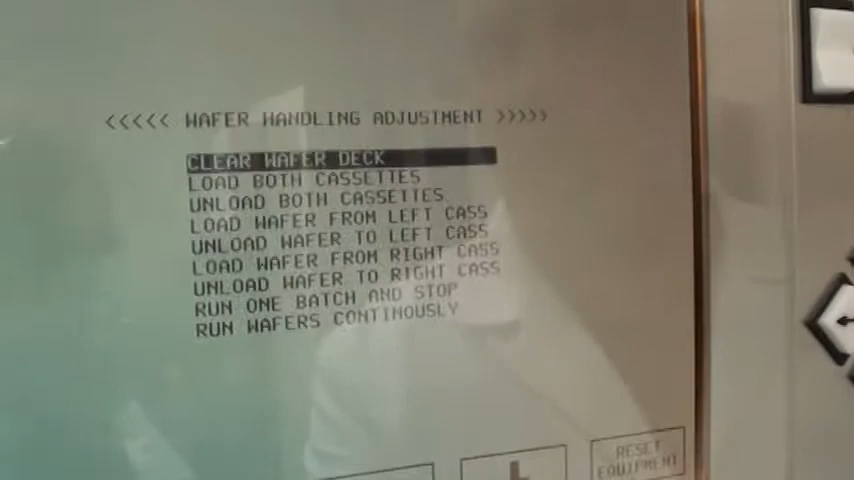 <<<<< WAFER HANDLING ADJUSTMENT >>>>>
CLEAR WAFER DECK
LOAD BOTH CASSETTES
UNLOAD BOTH CASSETTES
LOAD WAFER FROM LEFT CASS
UNLOAD WAFER TO LEFT CASS
LOAD WAFER FROM RIGHT CASS
UNLOAD WAFER TO RIGHT CASS
RUN ONE BATCH AND STOP
RUN WAFERS CONTINOUSLY
RESET
EQUIPMENT